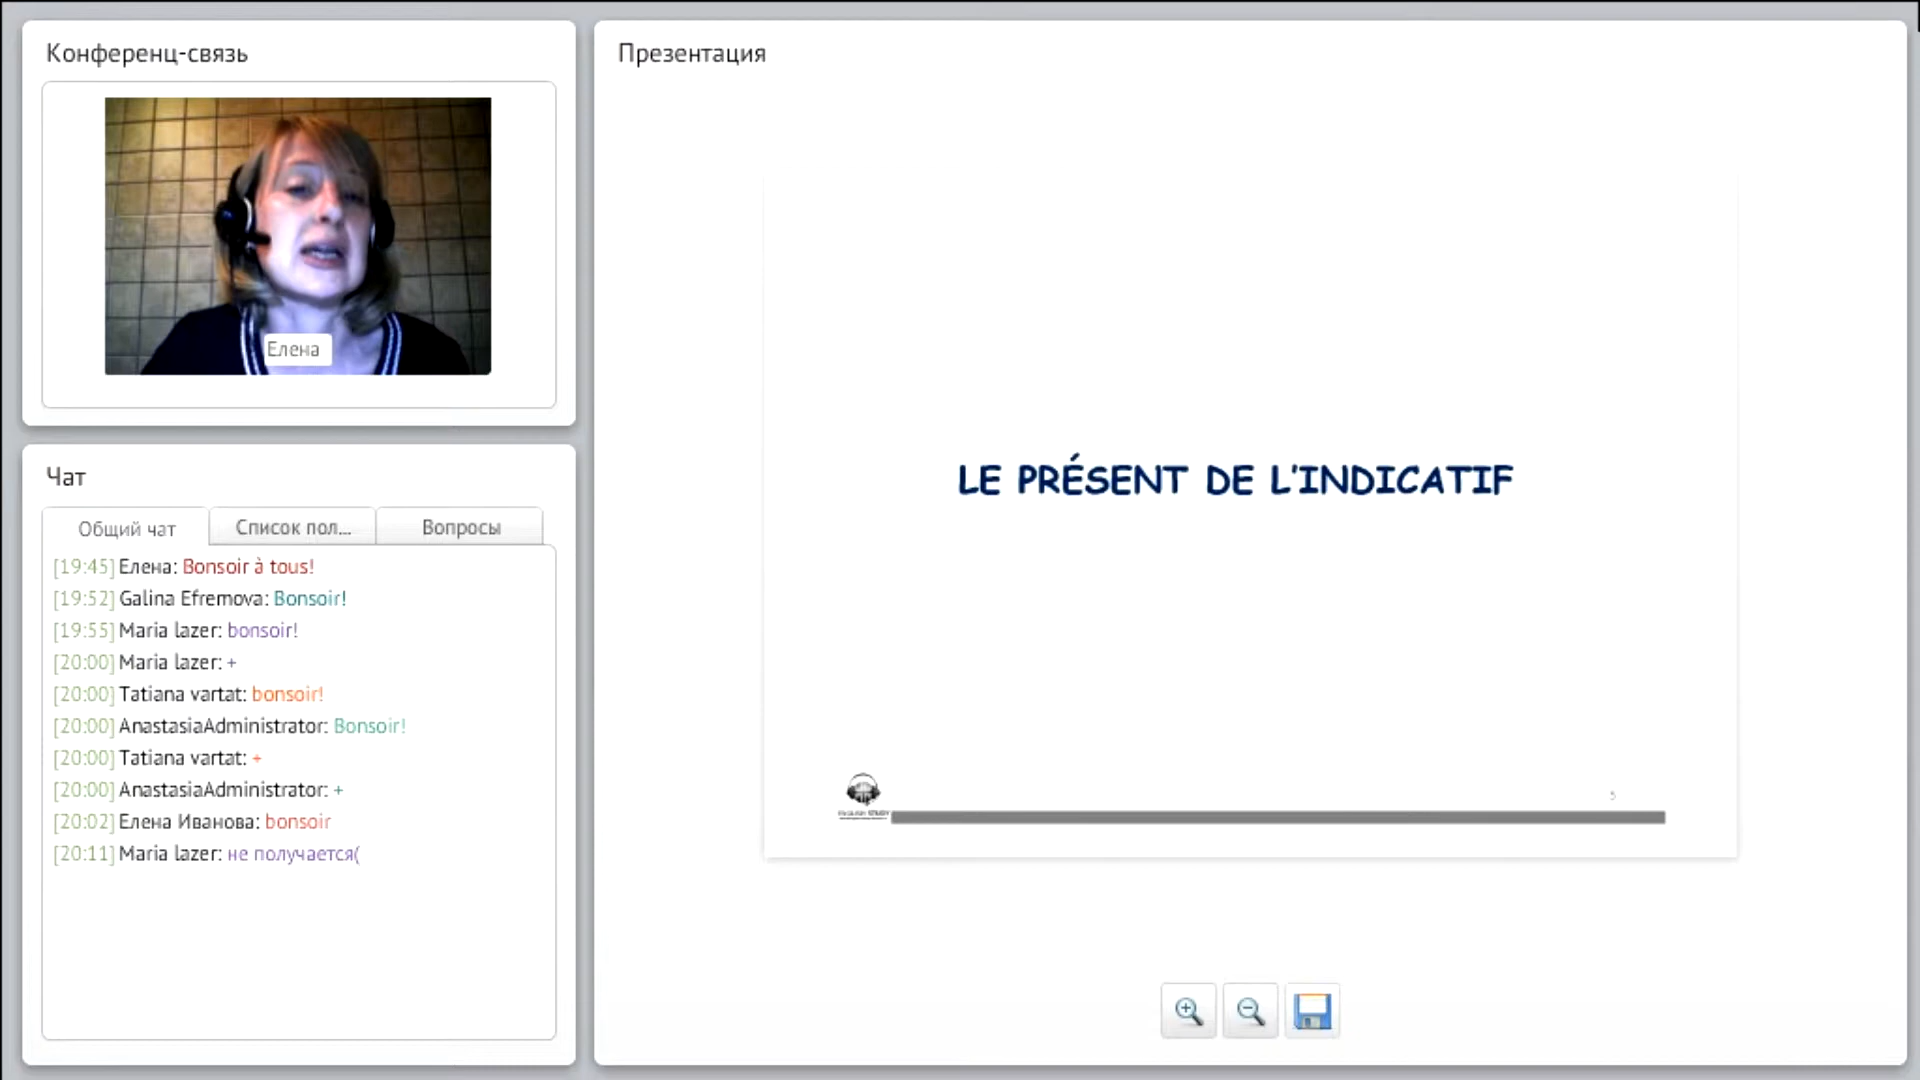 Конференц-связь
Елена
Чат
Общий чат
Список пол...
Вопросы
[19:45] Елена: Bonsoir à tous!
[19:52] Galina Efremova: Bonsoir!
[19:55] Maria lazer: bonsoir!
[20:00] Maria lazer: +
[20:00] Tatiana vartat: bonsoir!
[20:00] AnastasiaAdministrator: Bonsoir!
[20:00] Tatiana vartat: +
[20:00] AnastasiaAdministrator: +
[20:02] Елена Иванова: bonsoir
[20:11] Maria lazer: не получается(
Презентация
LE PRÉSENT DE L'INDICATIF
ENGLISH STUDY
5